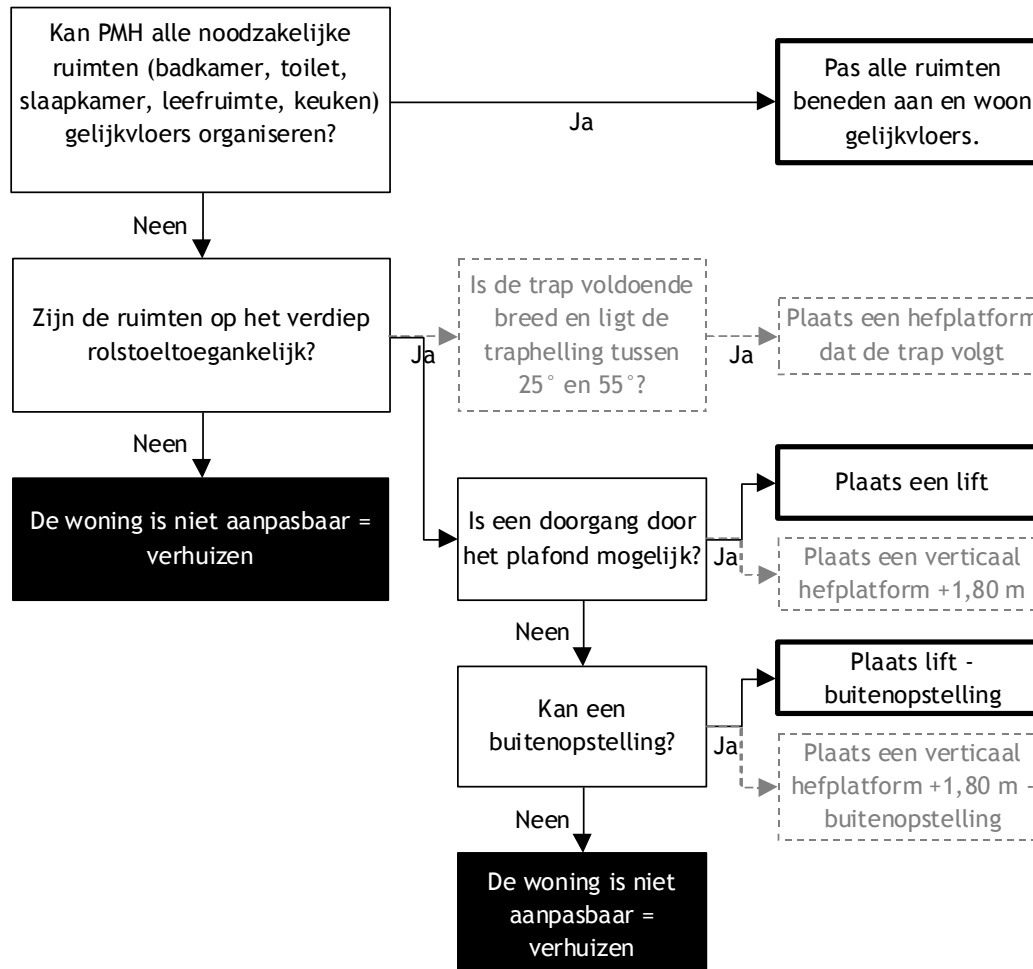 Kan PMH alle noodzakelijke
ruimten (badkamer, toilet,
slaapkamer, leefruimte, keuken)
gelijkvloers organiseren?
Ja
Pas alle ruimten
beneden aan en woon
gelijkvloers.
Neen
Zijn de ruimten op het verdiep
rolstoeltoegankelijk?
Ja
Is de trap voldoende
breed en ligt de
traphelling tussen
25° en 55°?
Ja
Plaats een hefplatform
dat de trap volgt
Neen
De woning is niet aanpasbaar =
verhuizen
Is een doorgang door
het plafond mogelijk?
Ja
Plaats een lift
Plaats een verticaal
hefplatform +1,80 m
Neen
Kan een
buitenopstelling?
Ja
Plaats lift -
buitenopstelling
Plaats een verticaal
hefplatform +1,80 m -
buitenopstelling
Neen
De woning is niet
aanpasbaar =
verhuizen